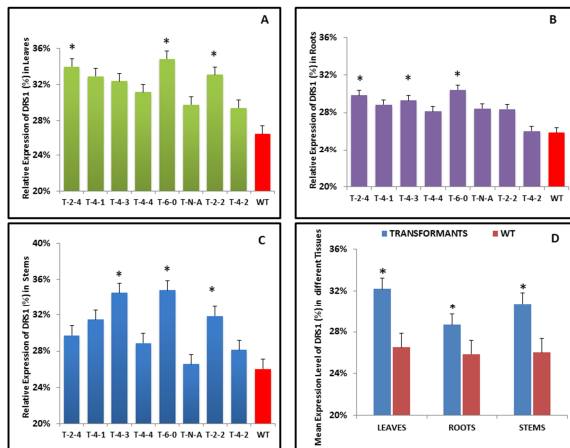 A
Relative Expression of DRS1 (%) in Leaves
36%
32%
28%
24%
20%
*
*
*
T-2-4 T-4-1 T-4-3 T-4-4 T-6-0 T-N-A T-2-2 T-4-2 WT
B
Relative Expression of DRS1 (%) in Roots
36%
32%
28%
24%
20%
*
*
*
T-2-4 T-4-1 T-4-3 T-4-4 T-6-0 T-N-A T-2-2 T-4-2 WT
C
Relative Expression of DRS1 (%) in Stems
40%
36%
32%
28%
24%
20%
*
*
*
T-2-4 T-4-1 T-4-3 T-4-4 T-6-0 T-N-A T-2-2 T-4-2 WT
TRANSFORMANTS WT
D
Mean Expression Level of DRS1 (%) in different Tissues
36%
32%
28%
24%
20%
*
*
*
LEAVES ROOTS STEMS